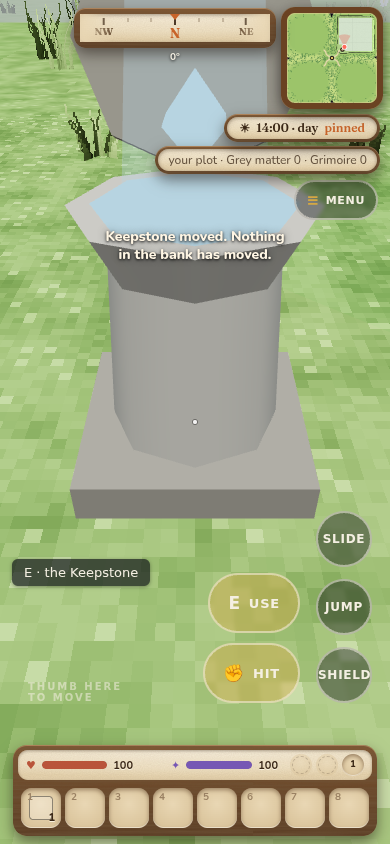 NW N NE
0°
☀ 14:00 · day pinned
your plot · Grey matter 0 · Grimoire 0
≡ MENU
Keepstone moved. Nothing
in the bank has moved.
SLIDE
E · the Keepstone
E USE
JUMP
✊ HIT
SHIELD
THUMB HERE
TO MOVE
♥ 100 ✦ 100 1
1 2 3 4 5 6 7 8
1